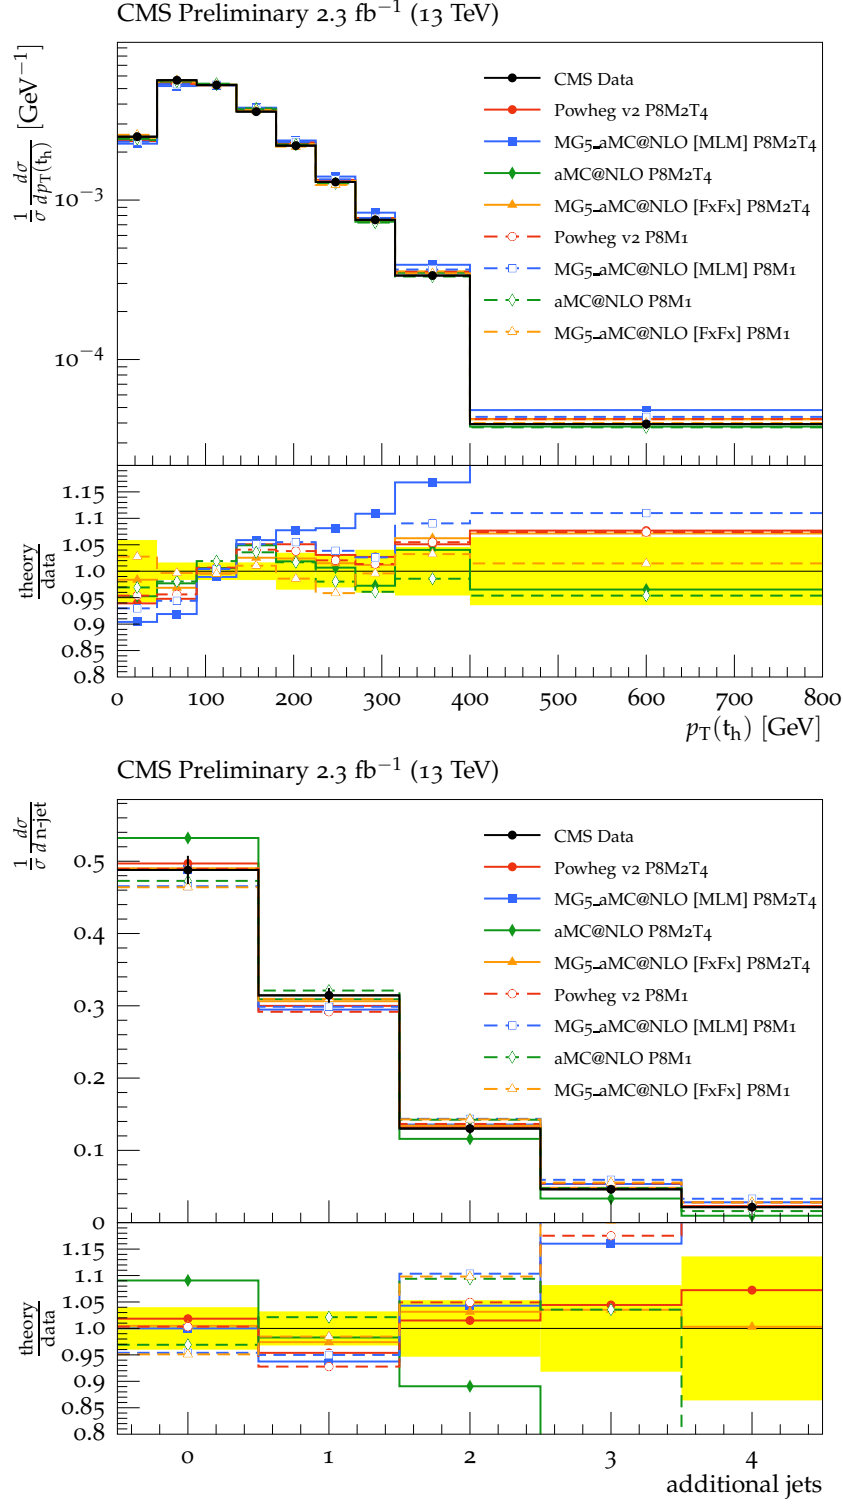 CMS Preliminary 2.3 fb⁻¹ (13 TeV)
1/σ dσ/dp_T(t_h) [GeV⁻¹]
CMS Data
Powheg v2 P8M2T4
MG5_aMC@NLO [MLM] P8M2T4
aMC@NLO P8M2T4
MG5_aMC@NLO [FxFx] P8M2T4
Powheg v2 P8M1
MG5_aMC@NLO [MLM] P8M1
aMC@NLO P8M1
MG5_aMC@NLO [FxFx] P8M1
10⁻³
10⁻⁴
theory/data
1.15
1.1
1.05
1.0
0.95
0.9
0.85
0.8
0 100 200 300 400 500 600 700 800
p_T(t_h) [GeV]
CMS Preliminary 2.3 fb⁻¹ (13 TeV)
1/σ dσ/d n-jet
CMS Data
Powheg v2 P8M2T4
MG5_aMC@NLO [MLM] P8M2T4
aMC@NLO P8M2T4
MG5_aMC@NLO [FxFx] P8M2T4
Powheg v2 P8M1
MG5_aMC@NLO [MLM] P8M1
aMC@NLO P8M1
MG5_aMC@NLO [FxFx] P8M1
0.5
0.4
0.3
0.2
0.1
0
theory/data
1.15
1.1
1.05
1.0
0.95
0.9
0.85
0.8
0 1 2 3 4
additional jets